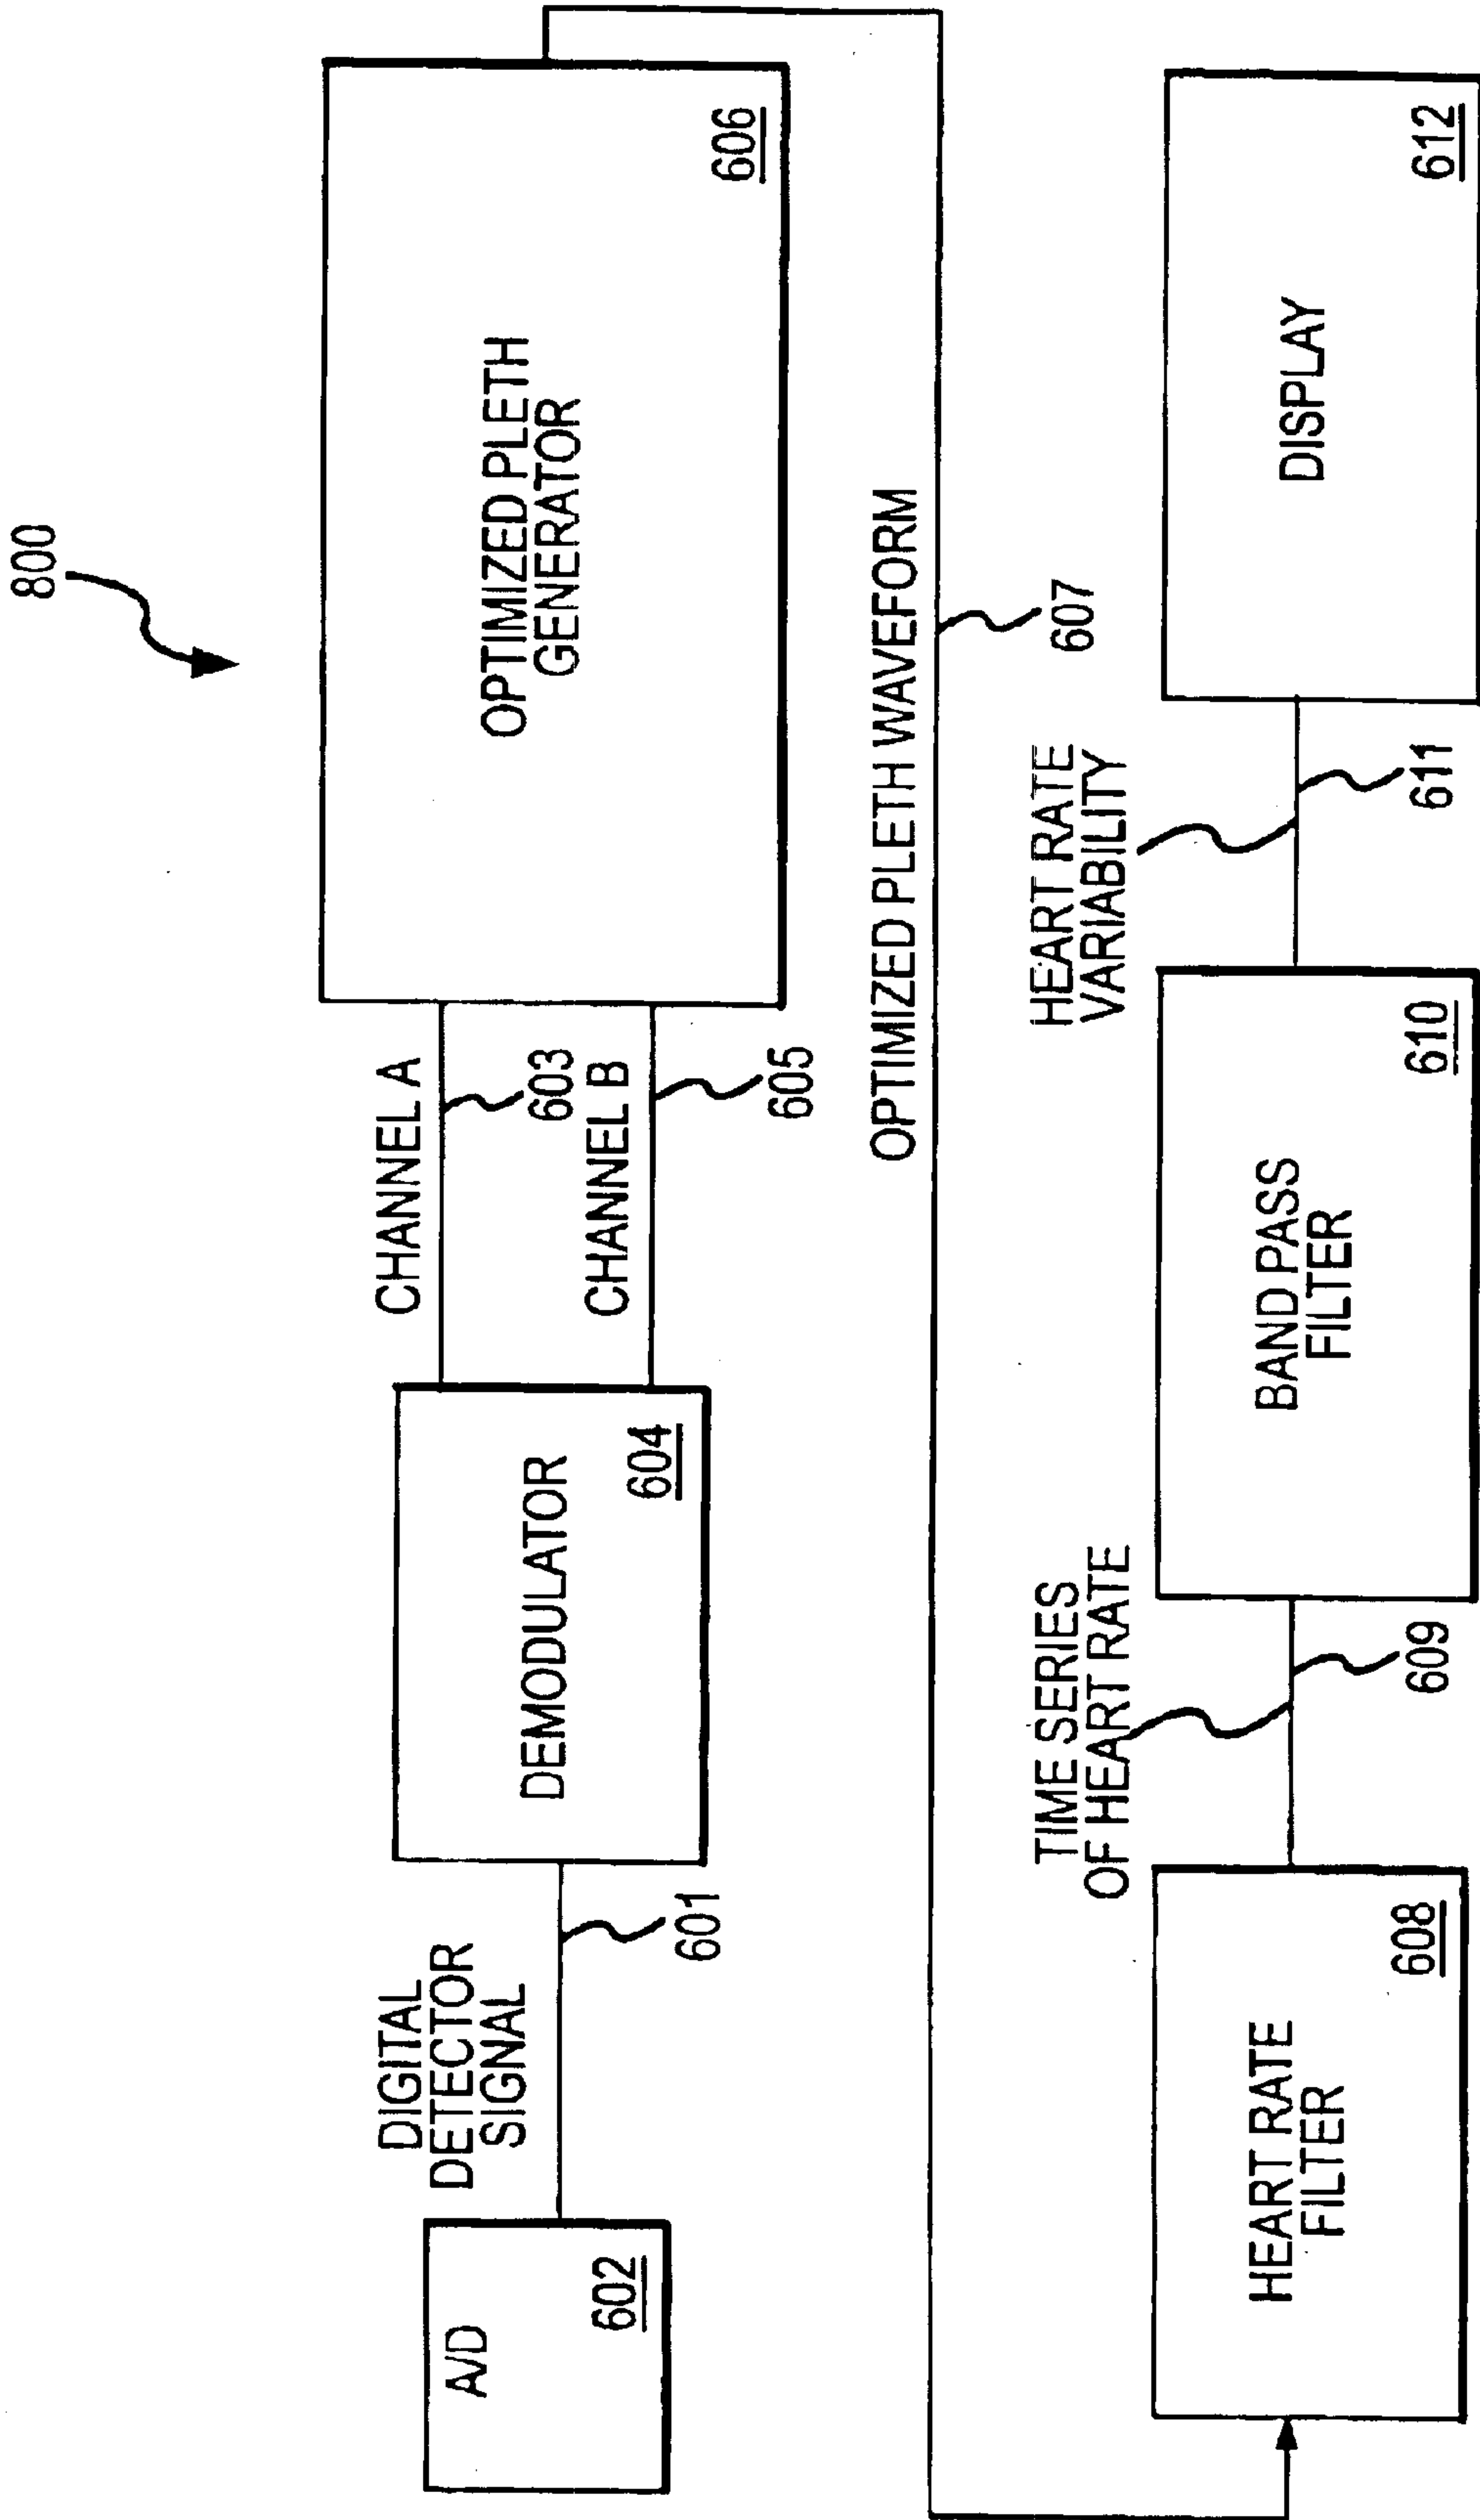 800
A/D
602
DIGITAL
DETECTOR
SIGNAL
601
DEMODULATOR
604
CHANNEL A
603
CHANNEL B
605
OPTIMIZED PLETH
GENERATOR
606
OPTIMIZED PLETH WAVEFORM
607
HEART RATE
FILTER
608
TIME SERIES
OF HEART RATE
609
BAND PASS
FILTER
610
HEART RATE
VARIABILITY
611
DISPLAY
612